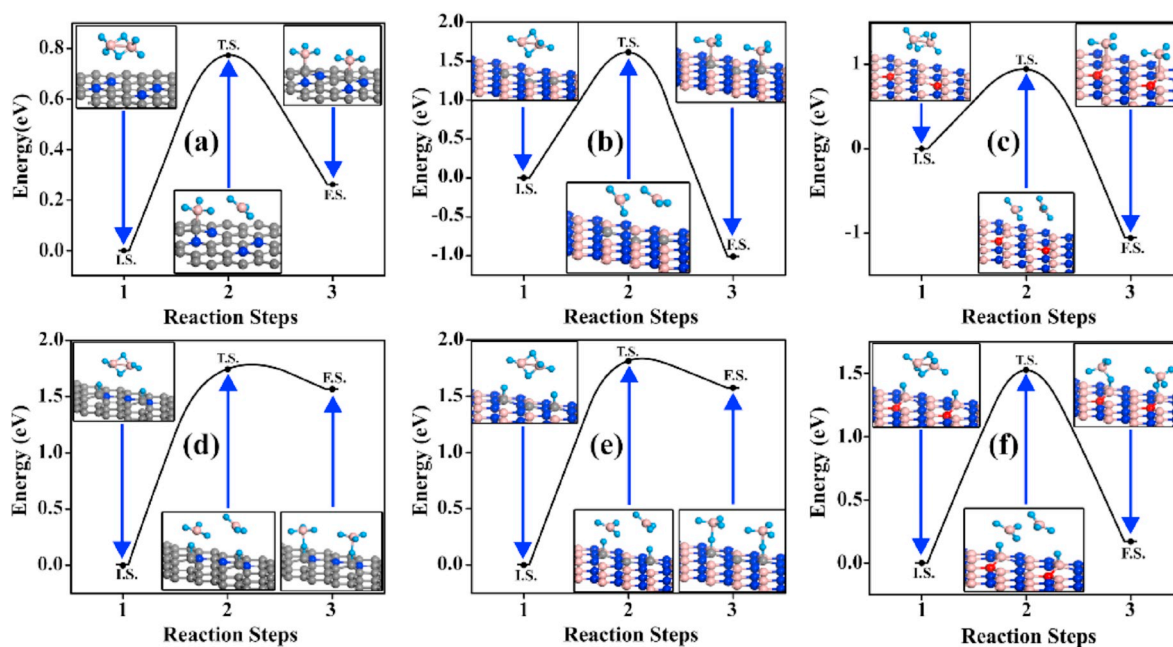 Energy(eV)
0.8
0.6
0.4
0.2
0.0
T.S.
(a)
F.S.
I.S.
1
2
3
Reaction Steps
Energy (eV)
2.0
1.5
1.0
0.5
0.0
-0.5
-1.0
T.S.
(b)
I.S.
F.S.
1
2
3
Reaction Steps
Energy (eV)
1
0
-1
T.S.
(c)
I.S.
F.S.
1
2
3
Reaction Steps
Energy (eV)
2.0
1.5
1.0
0.5
0.0
T.S.
F.S.
(d)
I.S.
1
2
3
Reaction Steps
Energy (eV)
2.0
1.5
1.0
0.5
0.0
T.S.
F.S.
(e)
I.S.
1
2
3
Reaction Steps
Energy (eV)
1.5
1.0
0.5
0.0
T.S.
(f)
F.S.
I.S.
1
2
3
Reaction Steps